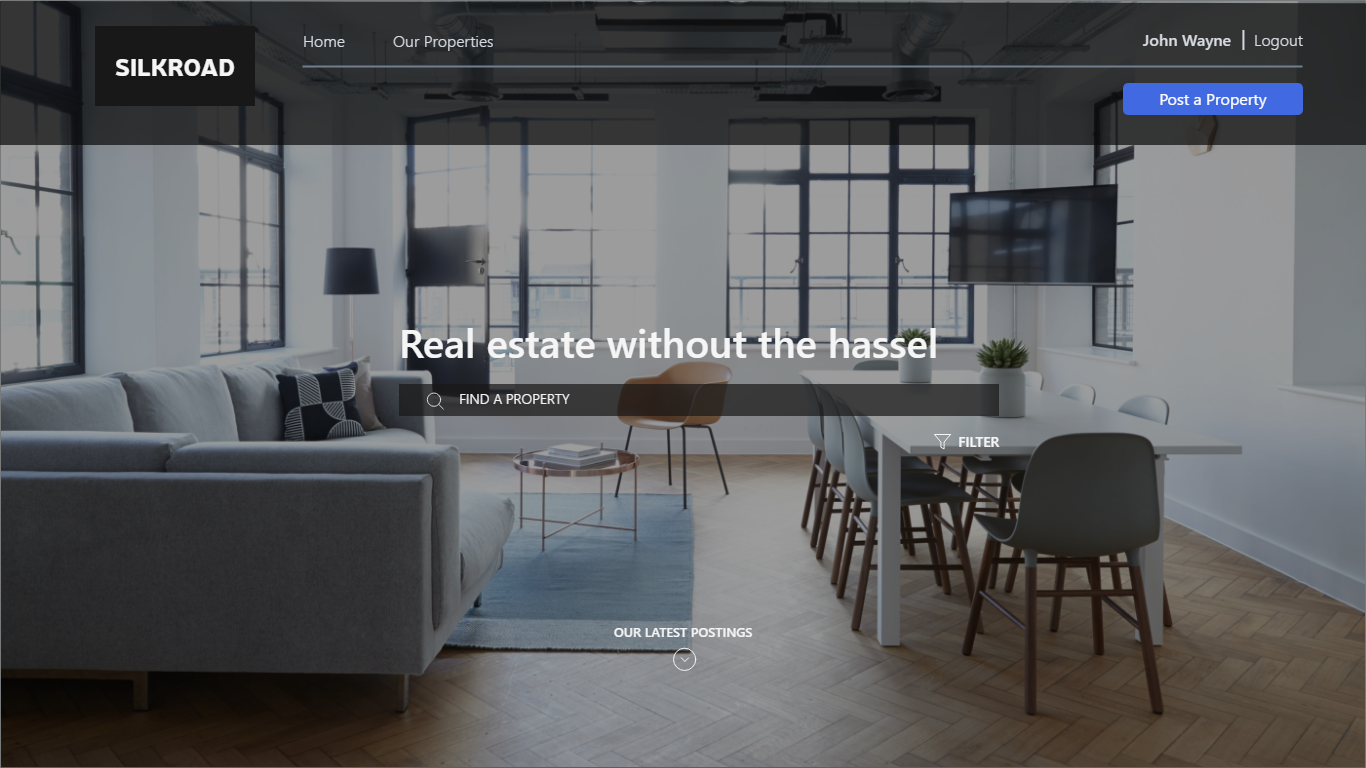 SILKROAD
Home
Our Properties
John Wayne
Logout
Post a Property
Real estate without the hassel
FIND A PROPERTY
FILTER
OUR LATEST POSTINGS